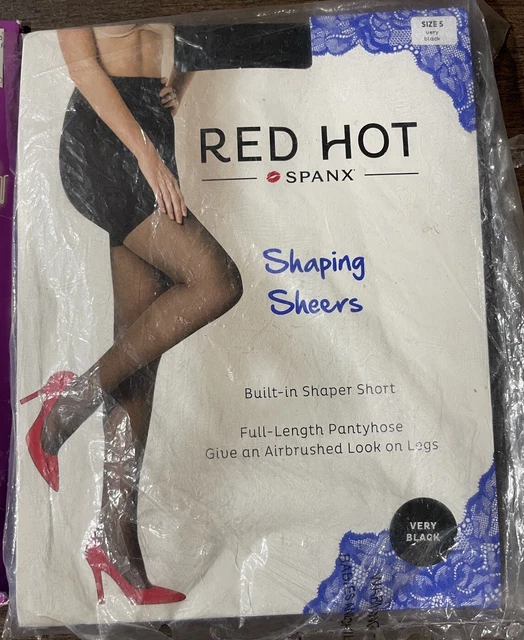 SIZE 5
very
black
RED HOT
SPANX
Shaping
Sheers
Built-in Shaper Short
Full-Length Pantyhose
Give an Airbrushed Look on Legs
VERY
BLACK
WARNING